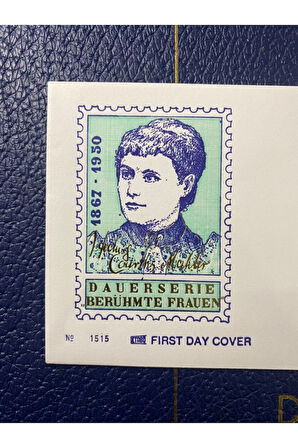 1867 - 1950
DAUERSERIE
BERÜHMTE FRAUEN
No 1515 FIRST DAY COVER